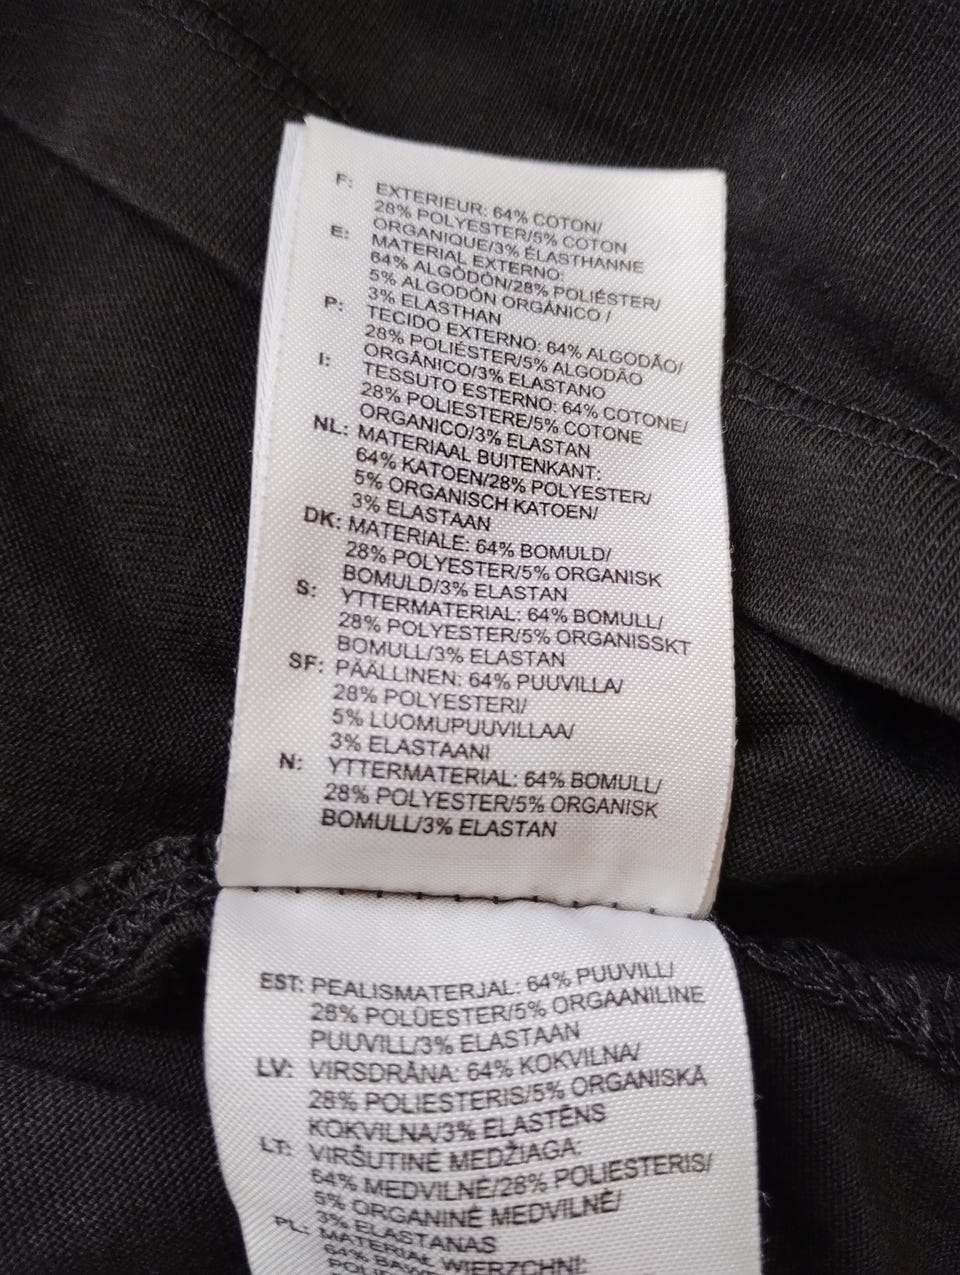 F: EXTERIEUR: 64% COTON/
28% POLYESTER/5% COTON
ORGANIQUE/3% ÉLASTHANNE
E: MATERIAL EXTERNO:
64% ALGODÓN/28% POLIÉSTER/
5% ALGODÓN ORGÁNICO /
3% ELASTHAN
P: TECIDO EXTERNO: 64% ALGODÃO/
28% POLIÉSTER/5% ALGODÃO
ORGÂNICO/3% ELASTANO
I: TESSUTO ESTERNO: 64% COTONE/
28% POLIESTERE/5% COTONE
ORGANICO/3% ELASTAN
NL: MATERIAAL BUITENKANT:
64% KATOEN/28% POLYESTER/
5% ORGANISCH KATOEN/
3% ELASTAAN
DK: MATERIALE: 64% BOMULD/
28% POLYESTER/5% ORGANISK
BOMULD/3% ELASTAN
S: YTTERMATERIAL: 64% BOMULL/
28% POLYESTER/5% ORGANISSKT
BOMULL/3% ELASTAN
SF: PÄÄLLINEN: 64% PUUVILLA/
28% POLYESTERI/
5% LUOMUPUUVILLAA/
3% ELASTAANI
N: YTTERMATERIAL: 64% BOMULL/
28% POLYESTER/5% ORGANISK
BOMULL/3% ELASTAN
EST: PEALISMATERJAL: 64% PUUVILL/
28% POLÜESTER/5% ORGAANILINE
PUUVILL/3% ELASTAAN
LV: VIRSDRĀNA: 64% KOKVILNA/
28% POLIESTERIS/5% ORGANISKĀ
KOKVILNA/3% ELASTĒNS
LT: VIRŠUTINĖ MEDŽIAGA:
64% MEDVILNĖ/28% POLIESTERIS/
5% ORGANINĖ MEDVILNĖ/
3% ELASTANAS
PL: MATERIAŁ WIERZCHNI:
64%